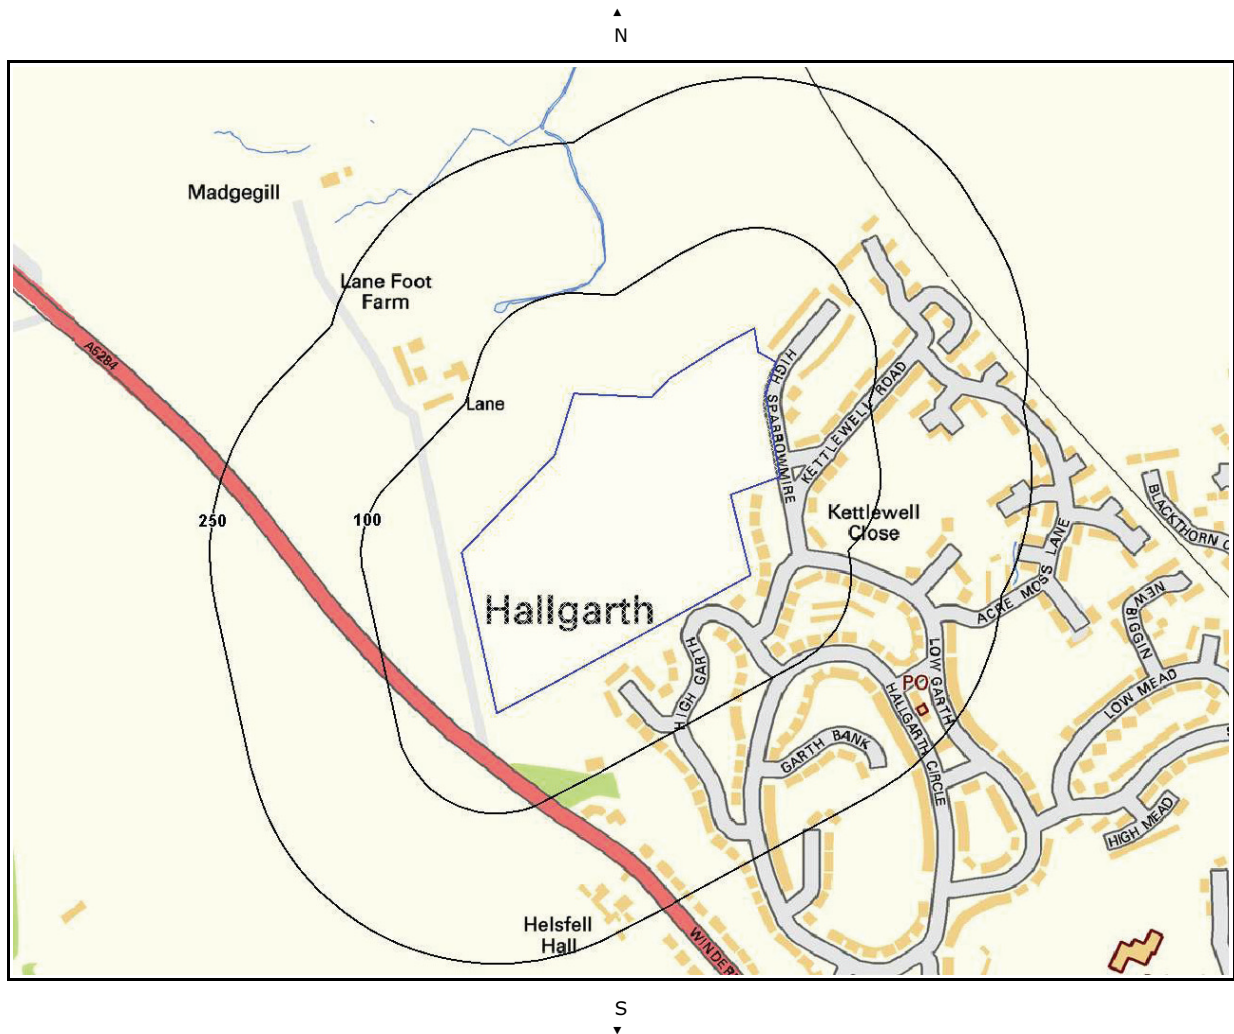 N
Madgegill
Lane Foot
Farm
A6284
HIGH
SPARROWMIRE
KETTLEWELL ROAD
Lane
250
100
Kettlewell
Close
BLACKTHORN C
ACRE MOSS LANE
NEW
BIGGIN
Hallgarth
HIGH GARTH
LOW GARTH
PO
HALLGARTH CIRCLE
LOW MEAD
GARTH BANK
HIGH MEAD
Helsfell
Hall
WINDER
S